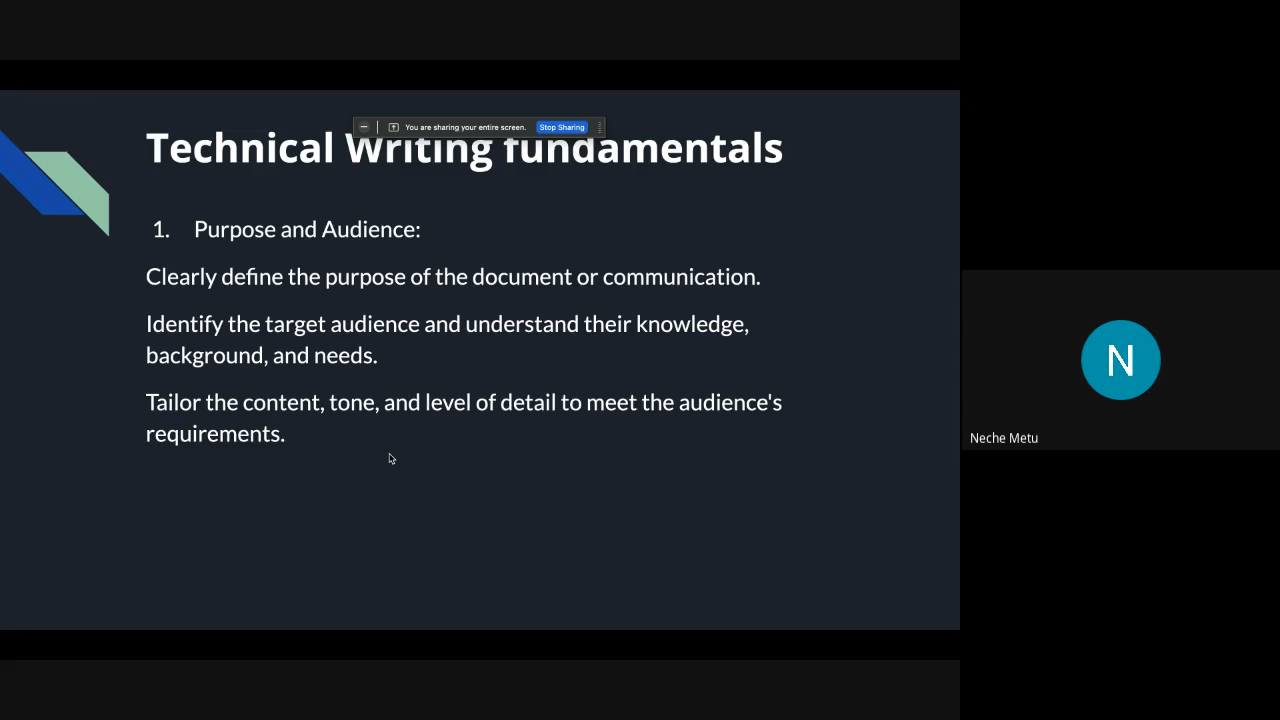 You are sharing your entire screen. Stop Sharing
Technical Writing fundamentals
1. Purpose and Audience:
Clearly define the purpose of the document or communication.
Identify the target audience and understand their knowledge,
background, and needs.
Tailor the content, tone, and level of detail to meet the audience's
requirements.
N
Neche Metu